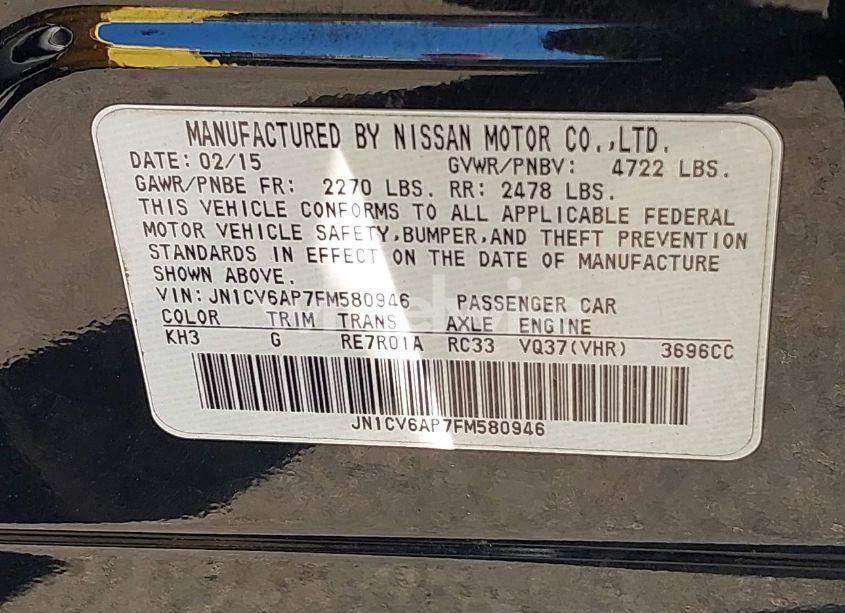 MANUFACTURED BY NISSAN MOTOR CO.,LTD.
DATE: 02/15 GVWR/PNBV: 4722 LBS.
GAWR/PNBE FR: 2270 LBS. RR: 2478 LBS.
THIS VEHICLE CONFORMS TO ALL APPLICABLE FEDERAL
MOTOR VEHICLE SAFETY,BUMPER,AND THEFT PREVENTION
STANDARDS IN EFFECT ON THE DATE OF MANUFACTURE
SHOWN ABOVE.
VIN: JN1CV6AP7FM580946 PASSENGER CAR
COLOR TRIM TRANS AXLE ENGINE
KH3 G RE7R01A RC33 VQ37(VHR) 3696CC
JN1CV6AP7FM580946